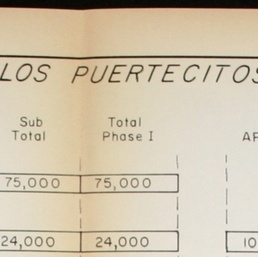 LOS PUERTECITOS
Sub Total
Total Phase I
75,000 75,000
24,000 24,000